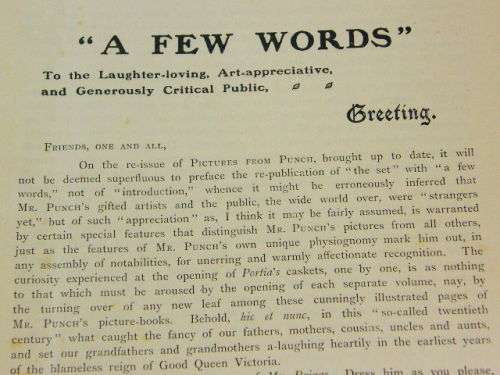 "A FEW WORDS"
To the Laughter-loving, Art-appreciative,
and Generously Critical Public,
Greeting.
FRIENDS, ONE AND ALL,
On the re-issue of PICTURES FROM PUNCH, brought up to date, it will
not be deemed superfluous to preface the re-publication of "the set" with "a few
words," not of "introduction," whence it might be erroneously inferred that
MR. PUNCH'S gifted artists and the public, the wide world over, were "strangers
yet," but of such "appreciation" as, I think it may be fairly assumed, is warranted
by certain special features that distinguish MR. PUNCH'S pictures from all others,
just as the features of MR. PUNCH'S own unique physiognomy mark him out, in
any assembly of notabilities, for unerring and warmly affectionate recognition. The
curiosity experienced at the opening of Portia's caskets, one by one, is as nothing
to that which must be aroused by the opening of each separate volume, nay, by
the turning over of any new leaf among these cunningly illustrated pages of
MR. PUNCH'S picture-books. Behold, hic et nunc, in this "so-called twentieth
century" what caught the fancy of our fathers, mothers, cousins, uncles and aunts,
and set our grandfathers and grandmothers a-laughing heartily in the earliest years
of the blameless reign of Good Queen Victoria.
of Mr. Briggs. Dress him as you please,